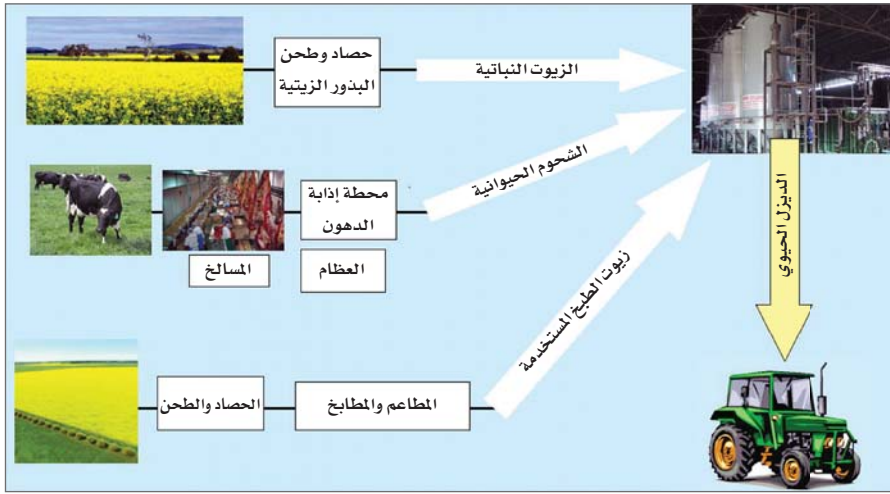 حصاد وطحن
البذور الزيتية
الزيوت النباتية
الشحوم الحيوانية
محطة إذابة
الدهون
المسالخ
العظام
زيوت الطبخ المستخدمة
الديزل الحيوي
الحصاد والطحن
المطاعم والمطابخ